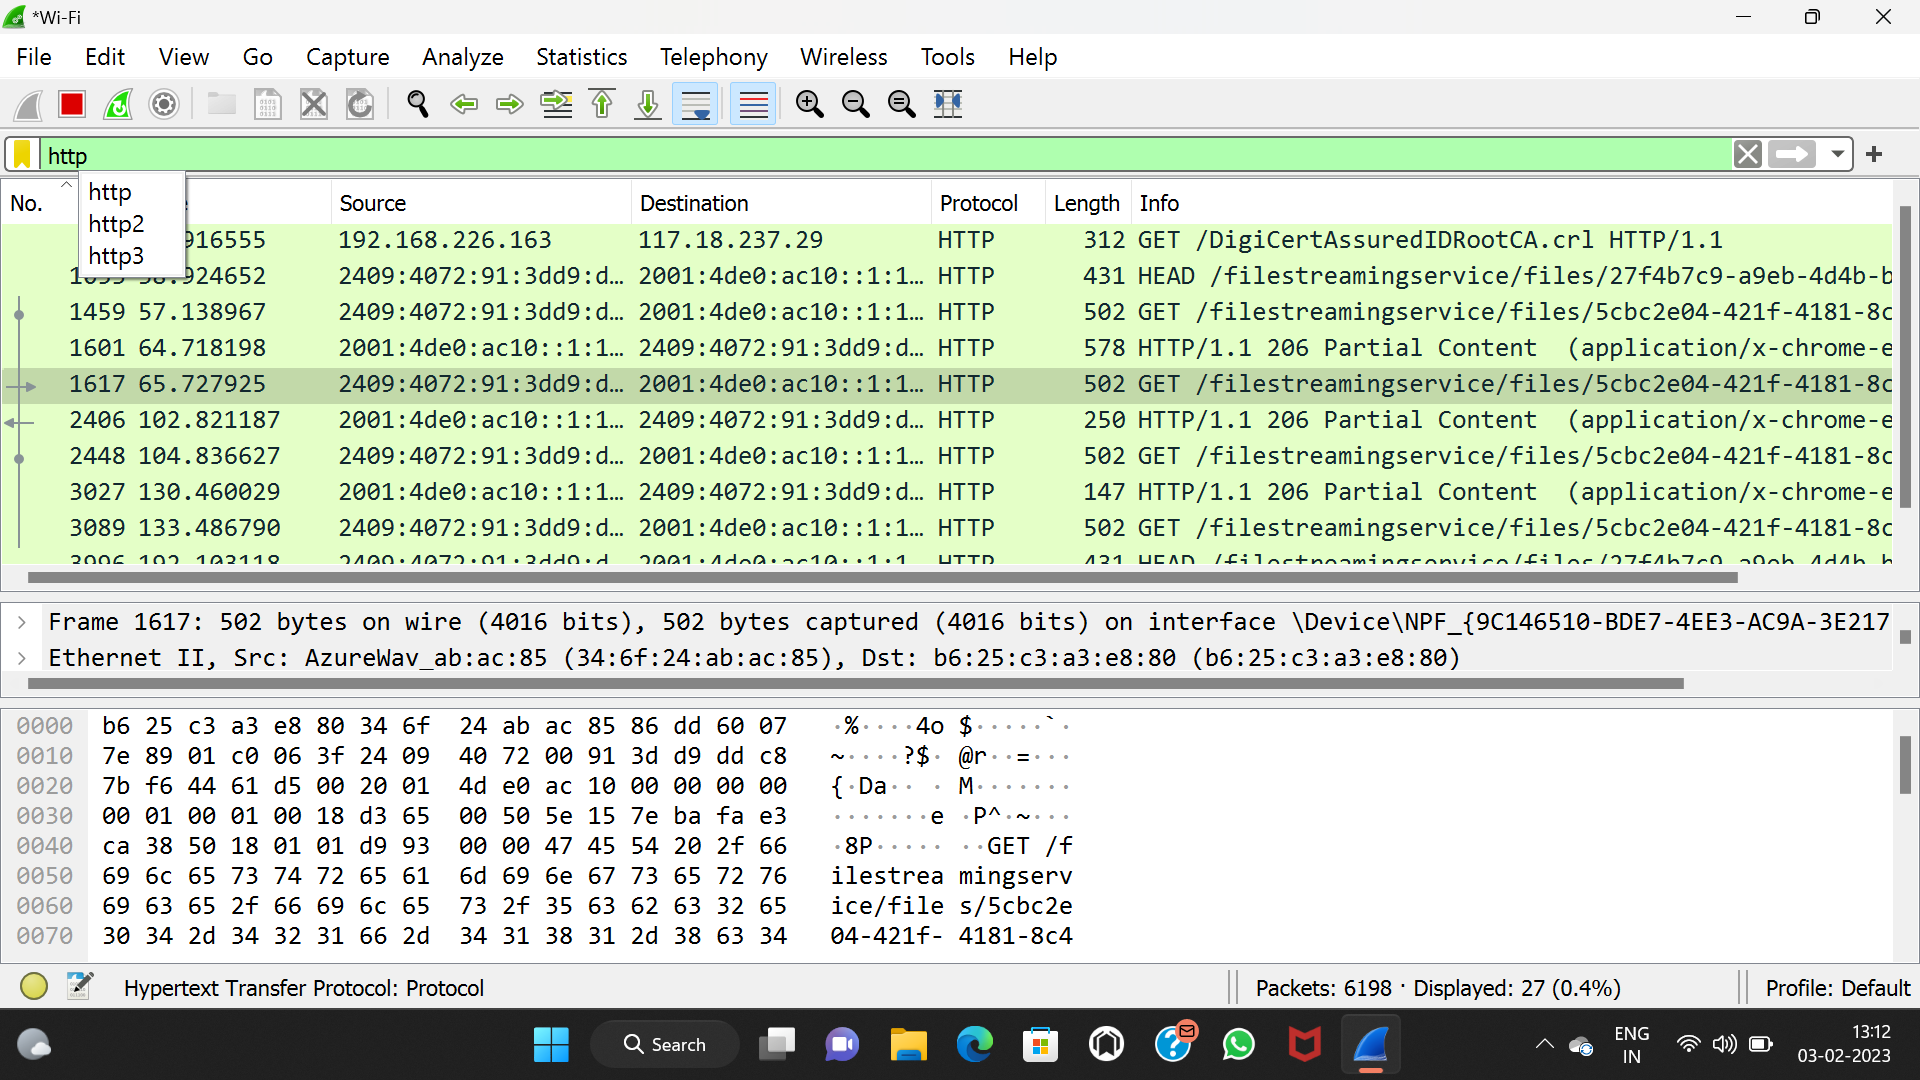 *Wi-Fi
File Edit View Go Capture Analyze Statistics Telephony Wireless Tools Help
http
http
http2
http3
No. Source Destination Protocol Length Info
916555 192.168.226.163 117.18.237.29 HTTP 312 GET /DigiCertAssuredIDRootCA.crl HTTP/1.1
924652 2409:4072:91:3dd9:d… 2001:4de0:ac10::1:1… HTTP 431 HEAD /filestreamingservice/files/27f4b7c9-a9eb-4d4b-b
1459 57.138967 2409:4072:91:3dd9:d… 2001:4de0:ac10::1:1… HTTP 502 GET /filestreamingservice/files/5cbc2e04-421f-4181-8c
1601 64.718198 2001:4de0:ac10::1:1… 2409:4072:91:3dd9:d… HTTP 578 HTTP/1.1 206 Partial Content (application/x-chrome-e
1617 65.727925 2409:4072:91:3dd9:d… 2001:4de0:ac10::1:1… HTTP 502 GET /filestreamingservice/files/5cbc2e04-421f-4181-8c
2406 102.821187 2001:4de0:ac10::1:1… 2409:4072:91:3dd9:d… HTTP 250 HTTP/1.1 206 Partial Content (application/x-chrome-e
2448 104.836627 2409:4072:91:3dd9:d… 2001:4de0:ac10::1:1… HTTP 502 GET /filestreamingservice/files/5cbc2e04-421f-4181-8c
3027 130.460029 2001:4de0:ac10::1:1… 2409:4072:91:3dd9:d… HTTP 147 HTTP/1.1 206 Partial Content (application/x-chrome-e
3089 133.486790 2409:4072:91:3dd9:d… 2001:4de0:ac10::1:1… HTTP 502 GET /filestreamingservice/files/5cbc2e04-421f-4181-8c
3996 192.103118 2409:4072:91:3dd9:d… 2001:4de0:ac10::1:1… HTTP 431 HEAD /filestreamingservice/files/27f4b7c9-a9eb-4d4b-b
Frame 1617: 502 bytes on wire (4016 bits), 502 bytes captured (4016 bits) on interface \Device\NPF_{9C146510-BDE7-4EE3-AC9A-3E217
Ethernet II, Src: AzureWav_ab:ac:85 (34:6f:24:ab:ac:85), Dst: b6:25:c3:a3:e8:80 (b6:25:c3:a3:e8:80)
0000 b6 25 c3 a3 e8 80 34 6f 24 ab ac 85 86 dd 60 07 ·%····4o $·····`·
0010 7e 89 01 c0 06 3f 24 09 40 72 00 91 3d d9 dd c8 ~····?$· @r··=···
0020 7b f6 44 61 d5 00 20 01 4d e0 ac 10 00 00 00 00 {·Da·· · M·······
0030 00 01 00 01 00 18 d3 65 00 50 5e 15 7e ba fa e3 ·······e ·P^·~···
0040 ca 38 50 18 01 01 d9 93 00 00 47 45 54 20 2f 66 ·8P····· ··GET /f
0050 69 6c 65 73 74 72 65 61 6d 69 6e 67 73 65 72 76 ilestrea mingserv
0060 69 63 65 2f 66 69 6c 65 73 2f 35 63 62 63 32 65 ice/file s/5cbc2e
0070 30 34 2d 34 32 31 66 2d 34 31 38 31 2d 38 63 34 04-421f- 4181-8c4
Hypertext Transfer Protocol: Protocol Packets: 6198 · Displayed: 27 (0.4%) Profile: Default
Search ENG IN 13:12 03-02-2023